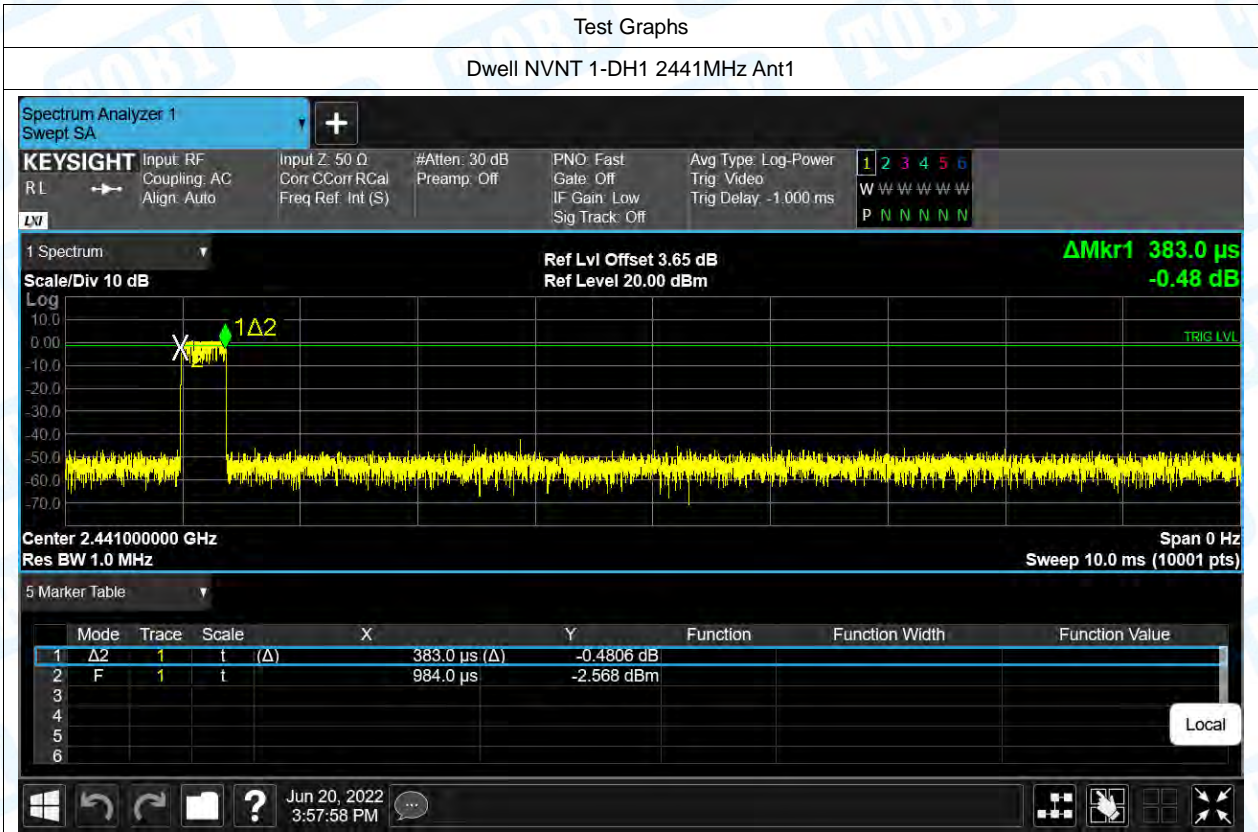 Test Graphs
Dwell NVNT 1-DH1 2441MHz Ant1
Spectrum Analyzer 1
Swept SA
KEYSIGHT Input: RF Input Z: 50 Ω #Atten: 30 dB PNO: Fast Avg Type: Log-Power 1 2 3 4 5 6
RL Coupling: AC Corr CCorr RCal Preamp: Off Gate: Off Trig: Video W W W W W W
Align: Auto Freq Ref: Int (S) IF Gain: Low Trig Delay: -1.000 ms
LXI Sig Track: Off P N N N N N
1 Spectrum Ref Lvl Offset 3.65 dB ΔMkr1 383.0 µs
Scale/Div 10 dB Ref Level 20.00 dBm -0.48 dB
Log
10.0
1Δ2
0.00
TRIG LVL
-10.0
-20.0
-30.0
-40.0
-50.0
-60.0
-70.0
Center 2.441000000 GHz Span 0 Hz
Res BW 1.0 MHz Sweep 10.0 ms (10001 pts)
5 Marker Table
Mode Trace Scale X Y Function Function Width Function Value
1 Δ2 1 t (Δ) 383.0 µs (Δ) -0.4806 dB
2 F 1 t 984.0 µs -2.568 dBm
3
4
5
6
Local
? Jun 20, 2022
3:57:58 PM
TOBY